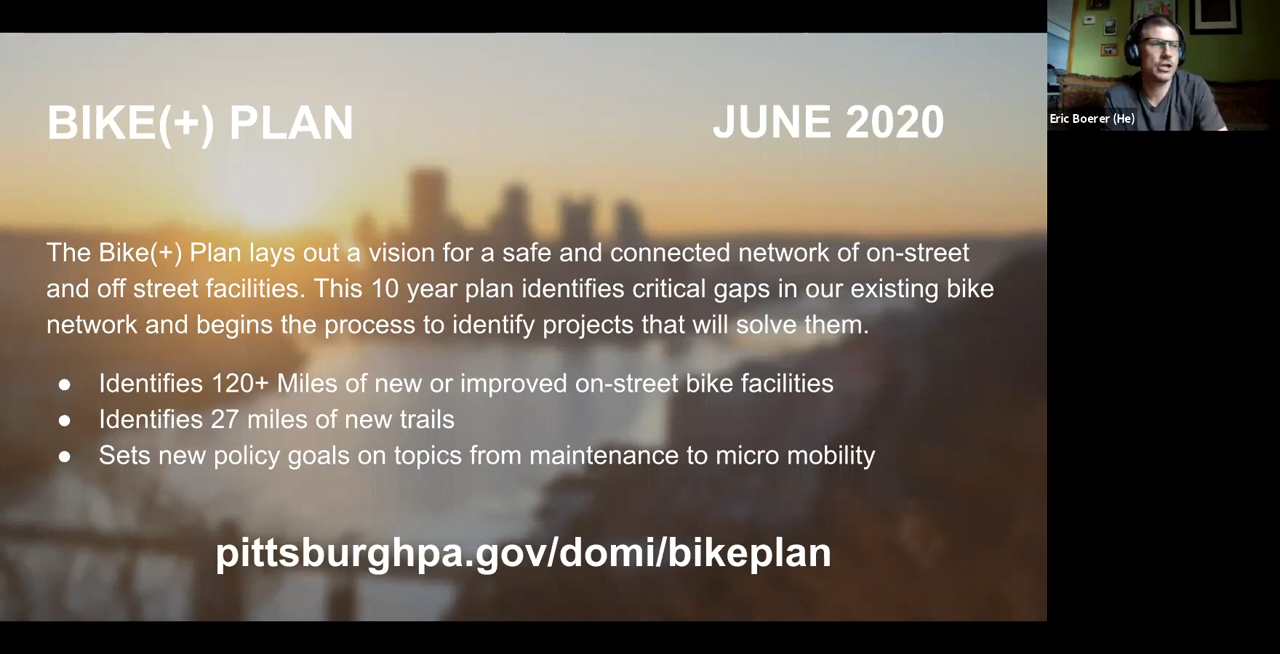 BIKE(+) PLAN
JUNE 2020
The Bike(+) Plan lays out a vision for a safe and connected network of on-street
and off street facilities. This 10 year plan identifies critical gaps in our existing bike
network and begins the process to identify projects that will solve them.
● Identifies 120+ Miles of new or improved on-street bike facilities
● Identifies 27 miles of new trails
● Sets new policy goals on topics from maintenance to micro mobility
pittsburghpa.gov/domi/bikeplan
Eric Boerer (He)